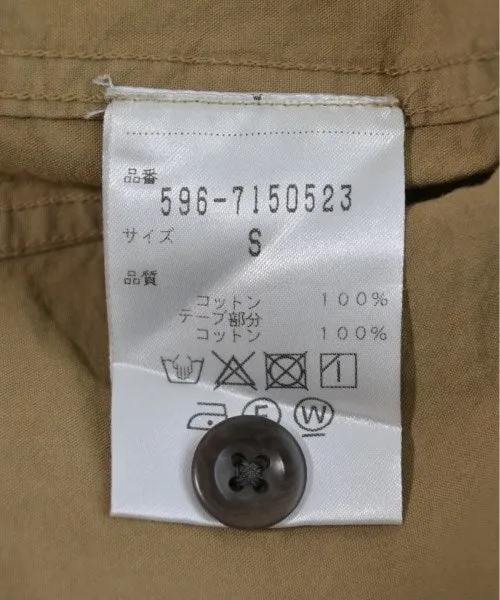 品番
596-7150523
サイズ
S
品質
コットン 100%
テープ部分
コットン 100%
W